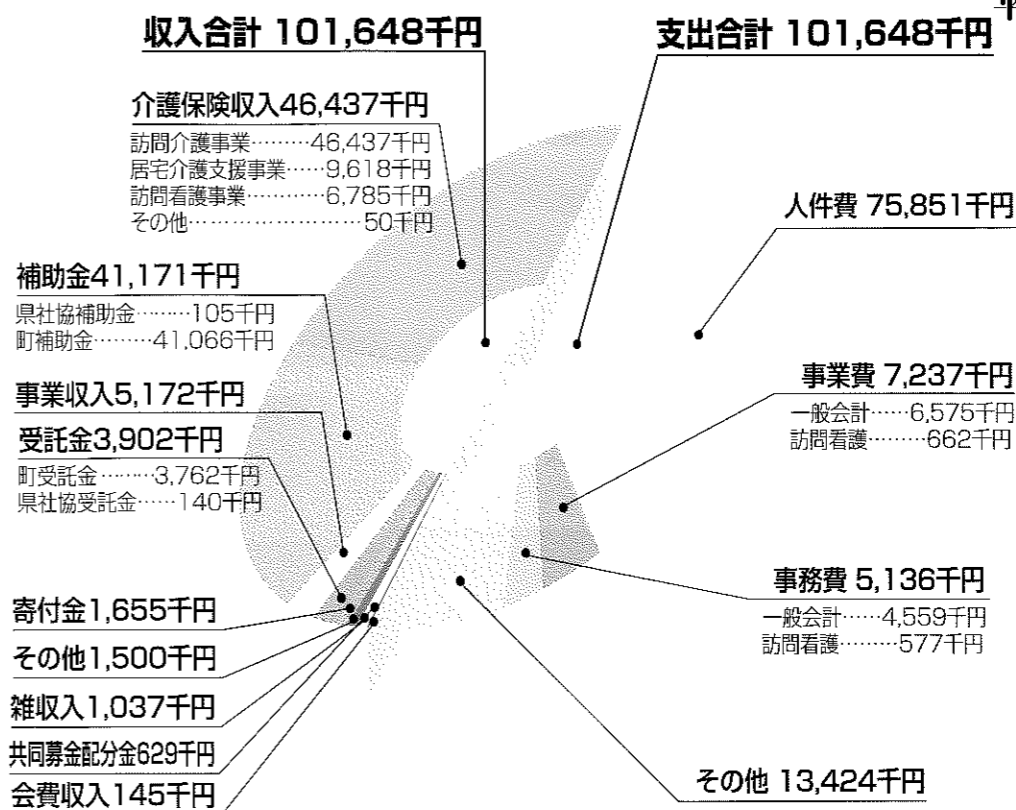 収入合計 101,648千円
介護保険収入46,437千円
訪問介護事業………46,437千円
居宅介護支援事業……9,618千円
訪問看護事業…………6,785千円
その他………………………50千円
補助金41,171千円
県社協補助金………105千円
町補助金………41,066千円
事業収入5,172千円
受託金3,902千円
町受託金………3,762千円
県社協受託金……140千円
寄付金1,655千円
その他1,500千円
雑収入1,037千円
共同募金配分金629千円
会費収入145千円
支出合計 101,648千円
人件費 75,851千円
事業費 7,237千円
一般会計……6,575千円
訪問看護………662千円
事務費 5,136千円
一般会計……4,559千円
訪問看護………577千円
その他 13,424千円